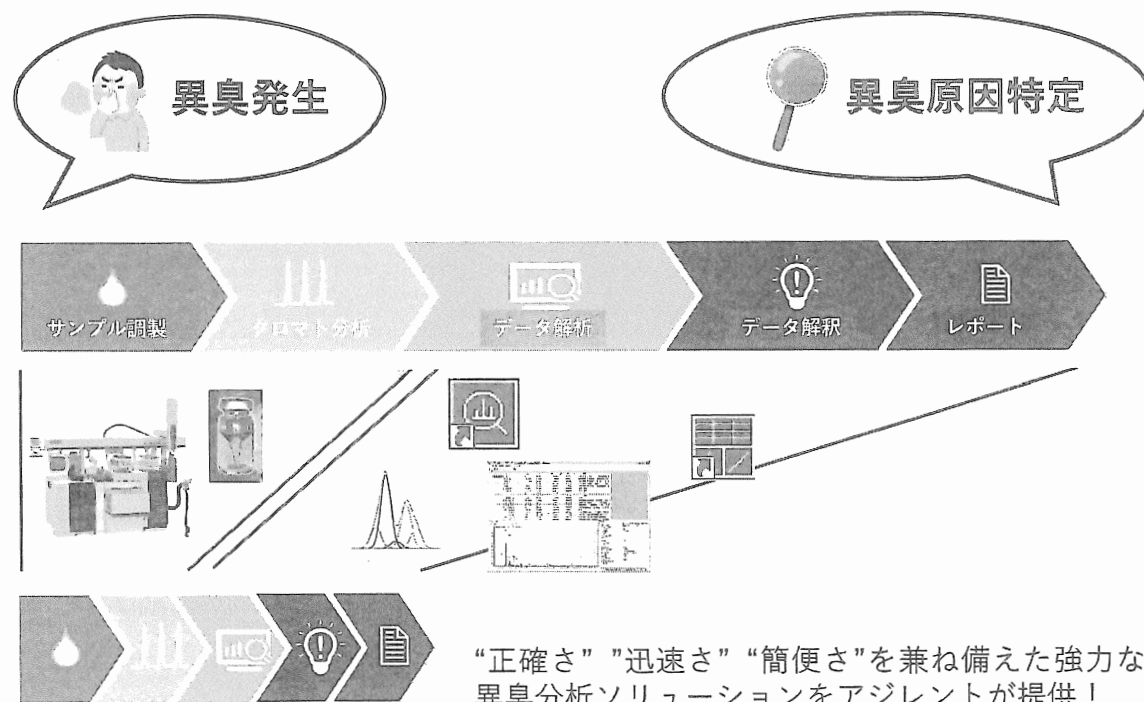 異臭発生
異臭原因特定
サンプル調製
クロマト分析
データ解析
データ解釈
レポート
“正確さ” ”迅速さ” “簡便さ”を兼ね備えた強力な
異臭分析ソリューションをアジレントが提供！